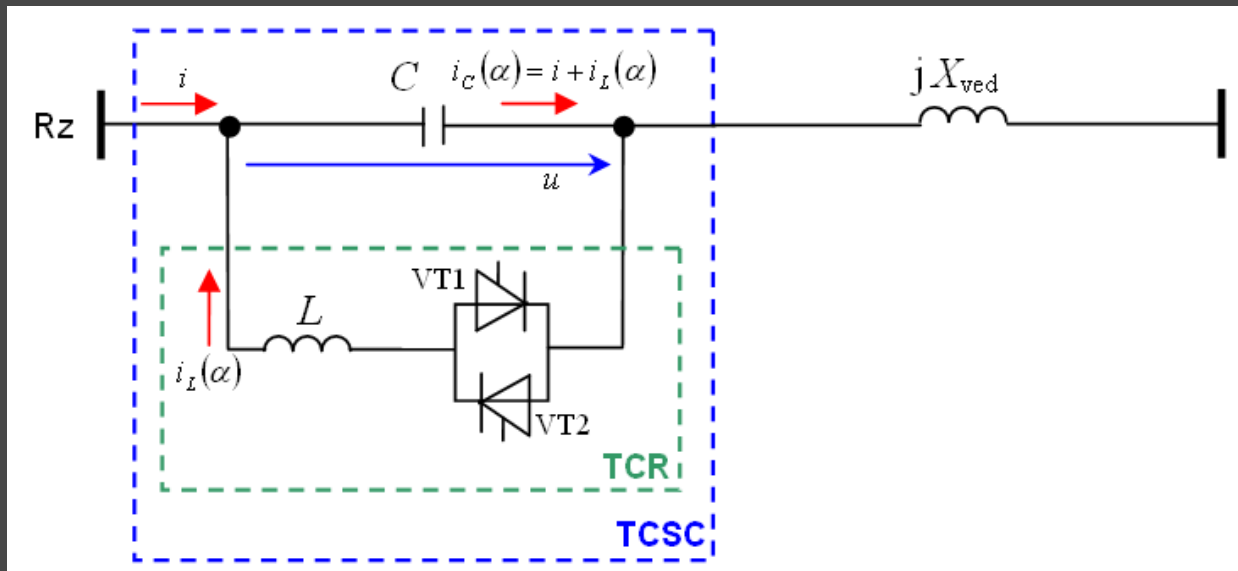 i
C
i_C(α) = i + i_L(α)
j X_ved
Rz
u
VT1
L
i_L(α)
VT2
TCR
TCSC